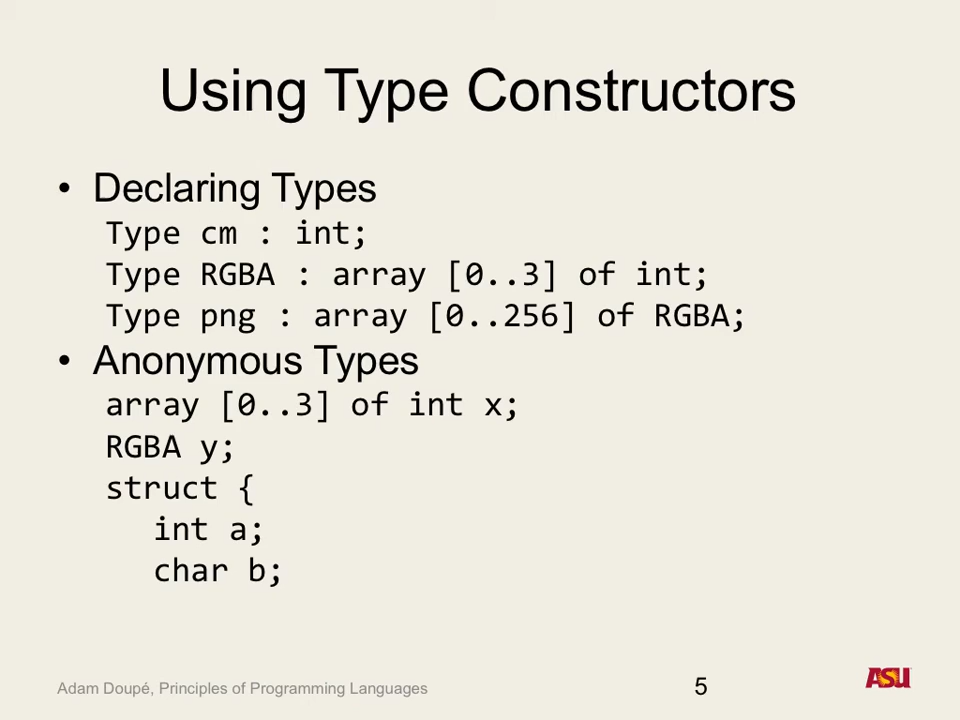 Using Type Constructors
• Declaring Types
Type cm : int;
Type RGBA : array [0..3] of int;
Type png : array [0..256] of RGBA;
• Anonymous Types
array [0..3] of int x;
RGBA y;
struct {
int a;
char b;
Adam Doupé, Principles of Programming Languages
5
ASU